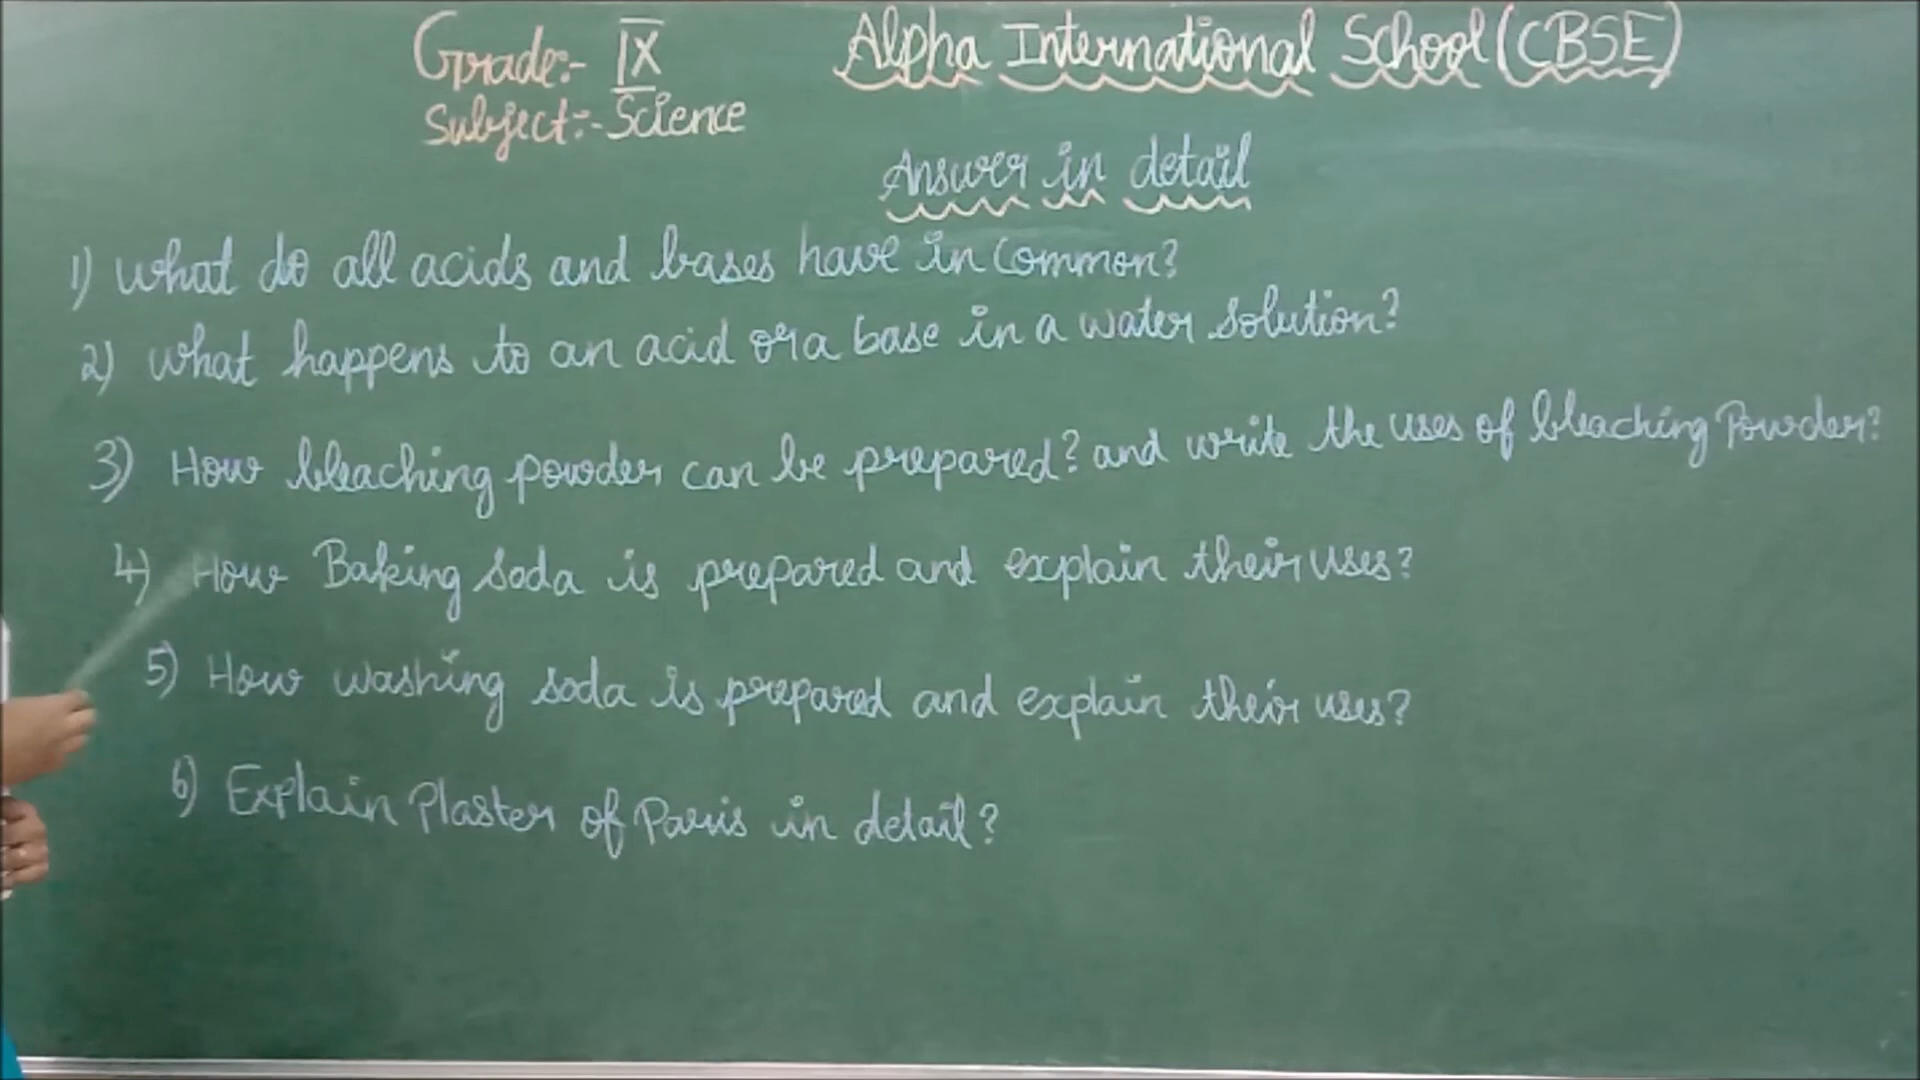 Grade:- IX
Alpha International School (CBSE)
Subject:- Science
Answer in detail
1) What do all acids and bases have in common?
2) What happens to an acid or a base in a water solution?
3) How bleaching powder can be prepared? and write the uses of bleaching Powder?
4) How Baking Soda is prepared and explain their uses?
5) How washing soda is prepared and explain their uses?
6) Explain Plaster of Paris in detail?